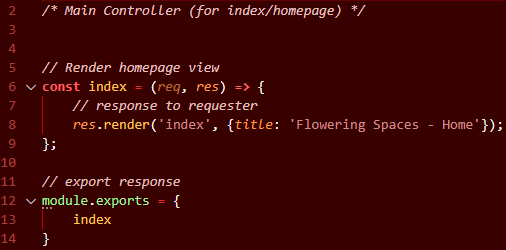 2 /* Main Controller (for index/homepage) */
3
4
5 // Render homepage view
6 const index = (req, res) => {
7 // response to requester
8 res.render('index', {title: 'Flowering Spaces - Home'});
9 };
10
11 // export response
12 module.exports = {
13 index
14 }